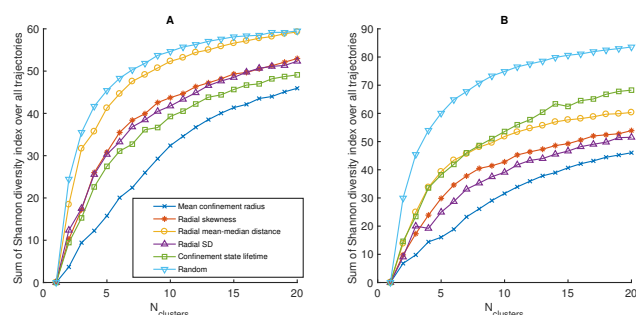 A
Sum of Shannon diversity index over all trajectories
60
50
40
30
20
10
0
0 5 10 15 20
N_clusters
Mean confinement radius
Radial skewness
Radial mean-median distance
Radial SD
Confinement state lifetime
Random
B
Sum of Shannon diversity index over all trajectories
90
80
70
60
50
40
30
20
10
0
0 5 10 15 20
N_clusters